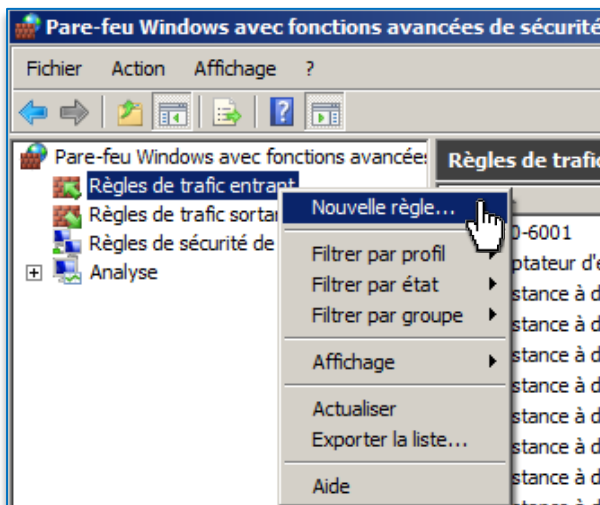 Pare-feu Windows avec fonctions avancées de sécurité
Fichier Action Affichage ?
Pare-feu Windows avec fonctions avancées
Règles de trafic entrant
Règles de trafic
Règles de sécurité de
Analyse
Règles de
Nouvelle règle...
Filtrer par profil
Filtrer par état
Filtrer par groupe
Affichage
Actualiser
Exporter la liste...
Aide
0-6001